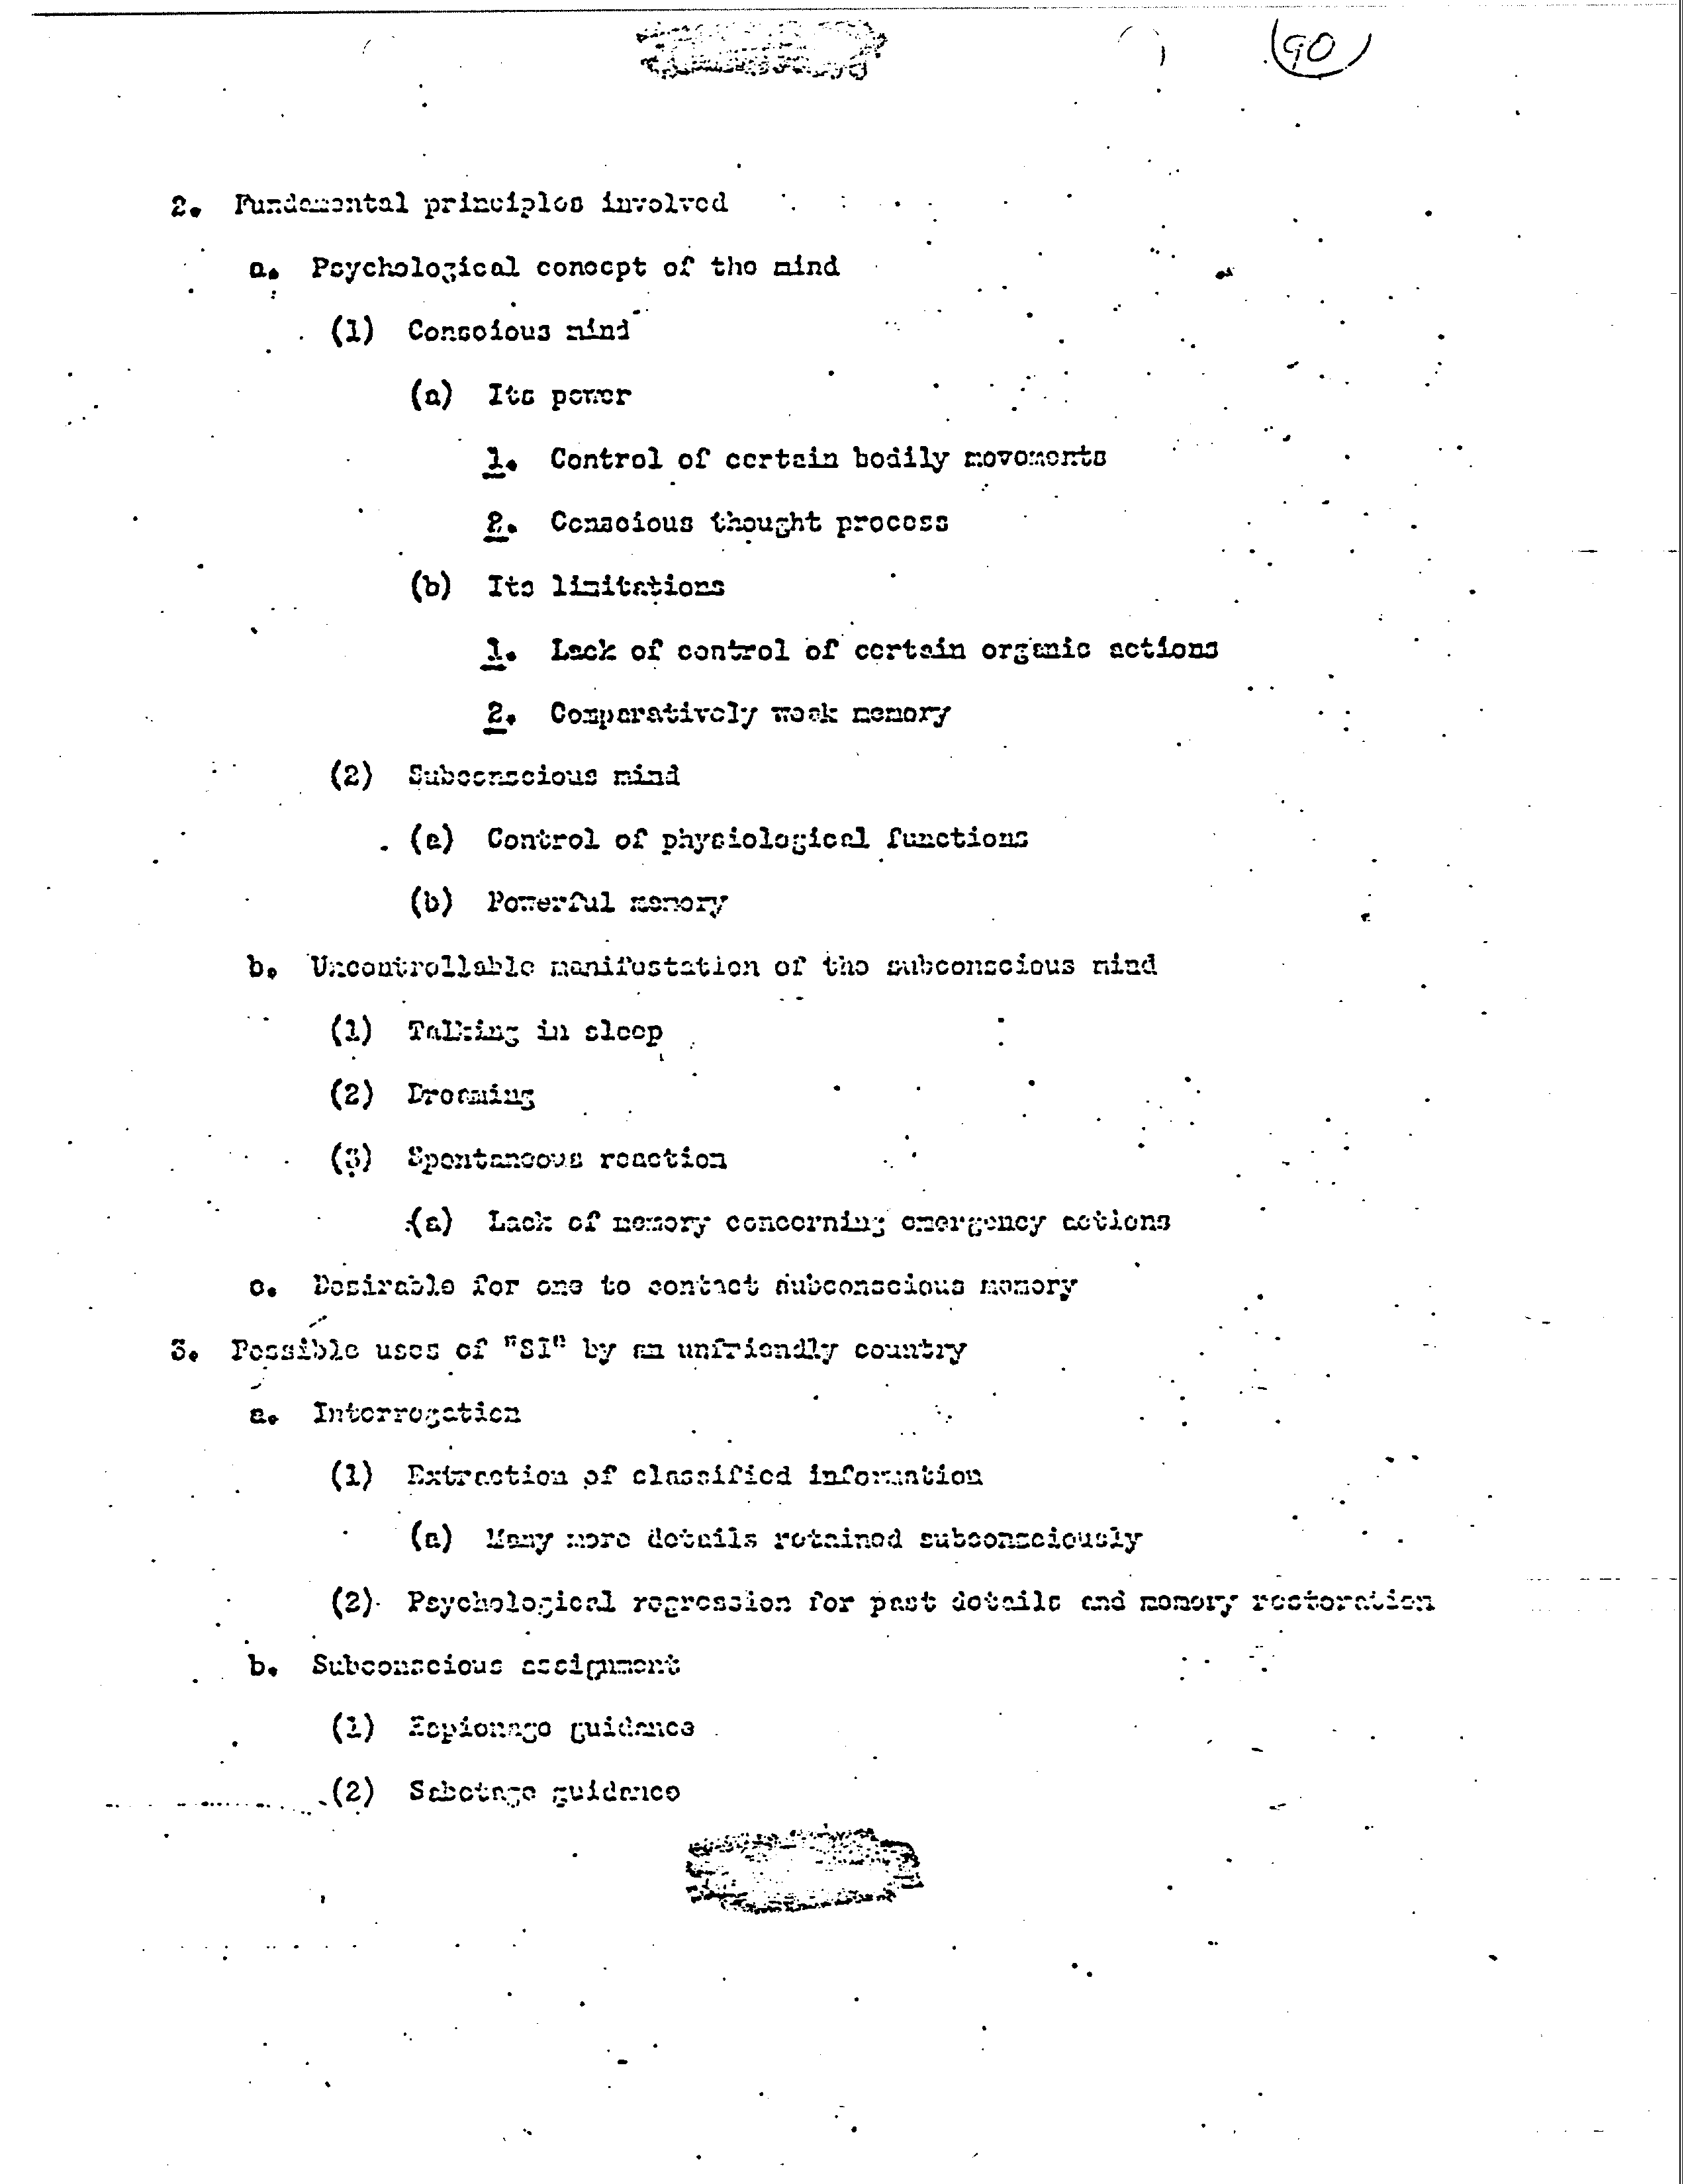 90
2. Fundamental principles involved
a. Psychological concept of the mind
(1) Conscious mind
(a) Its power
1. Control of certain bodily movements
2. Conscious thought process
(b) Its limitations
1. Lack of control of certain organic actions
2. Comparatively weak memory
(2) Subconscious mind
(a) Control of physiological functions
(b) Powerful memory
b. Uncontrollable manifestation of the subconscious mind
(1) Talking in sleep
(2) Dreaming
(3) Spontaneous reaction
(a) Lack of memory concerning emergency actions
c. Desirable for one to contact subconscious memory
3. Possible uses of "SI" by an unfriendly country
a. Interrogation
(1) Extraction of classified information
(a) Many more details retained subconsciously
(2) Psychological regression for past details and memory restoration
b. Subconscious assignment
(1) Espionage guidance
(2) Sabotage guidance